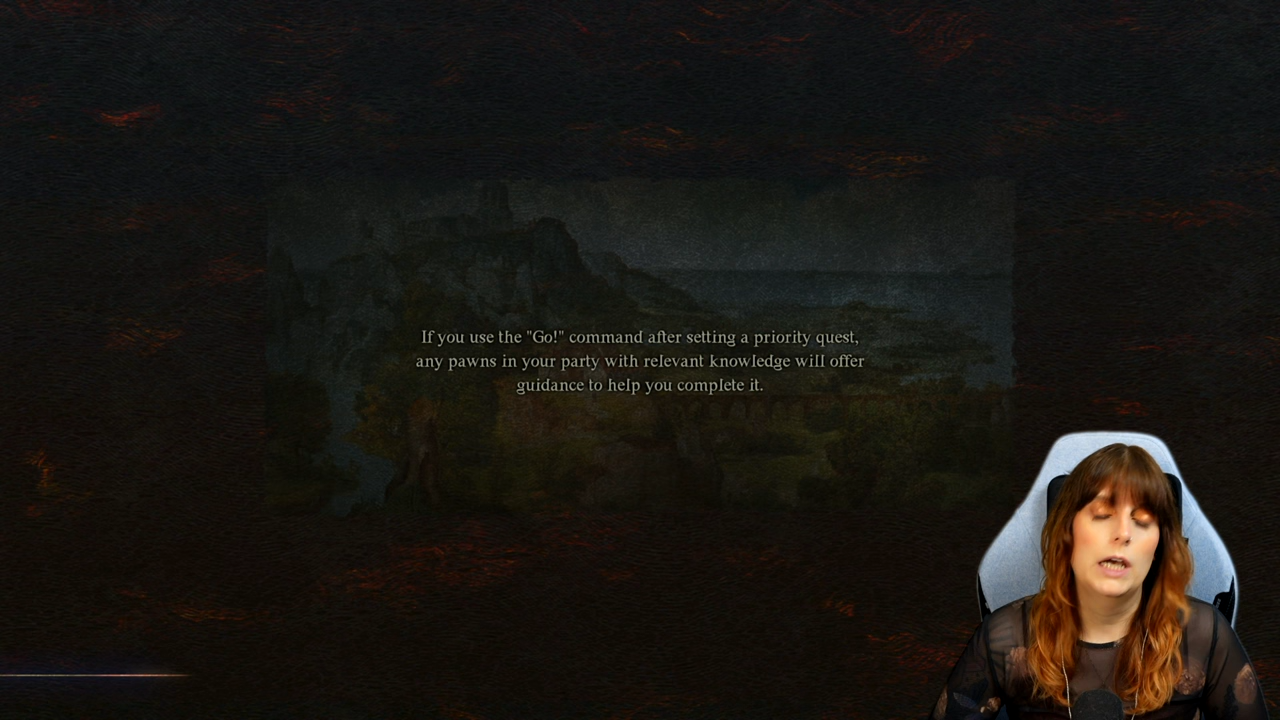 If you use the "Go!" command after setting a priority quest,
any pawns in your party with relevant knowledge will offer
guidance to help you complete it.